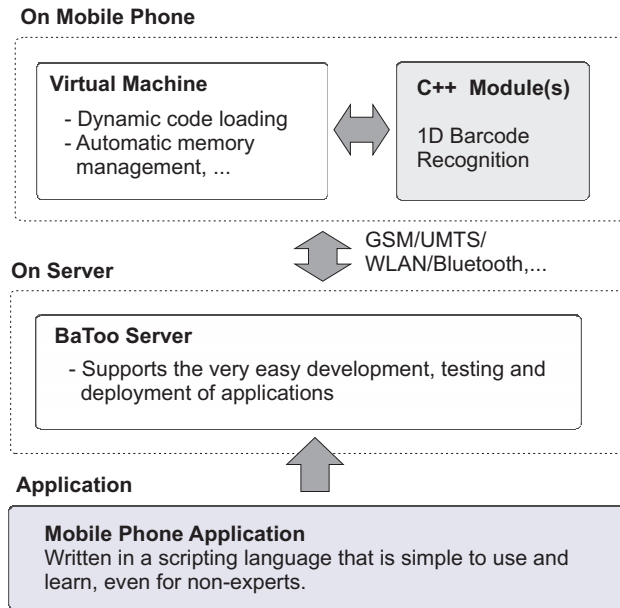 On Mobile Phone
Virtual Machine
- Dynamic code loading
- Automatic memory
management, ...
C++ Module(s)
1D Barcode
Recognition
GSM/UMTS/
WLAN/Bluetooth,...
On Server
BaToo Server
- Supports the very easy development, testing and
deployment of applications
Application
Mobile Phone Application
Written in a scripting language that is simple to use and
learn, even for non-experts.